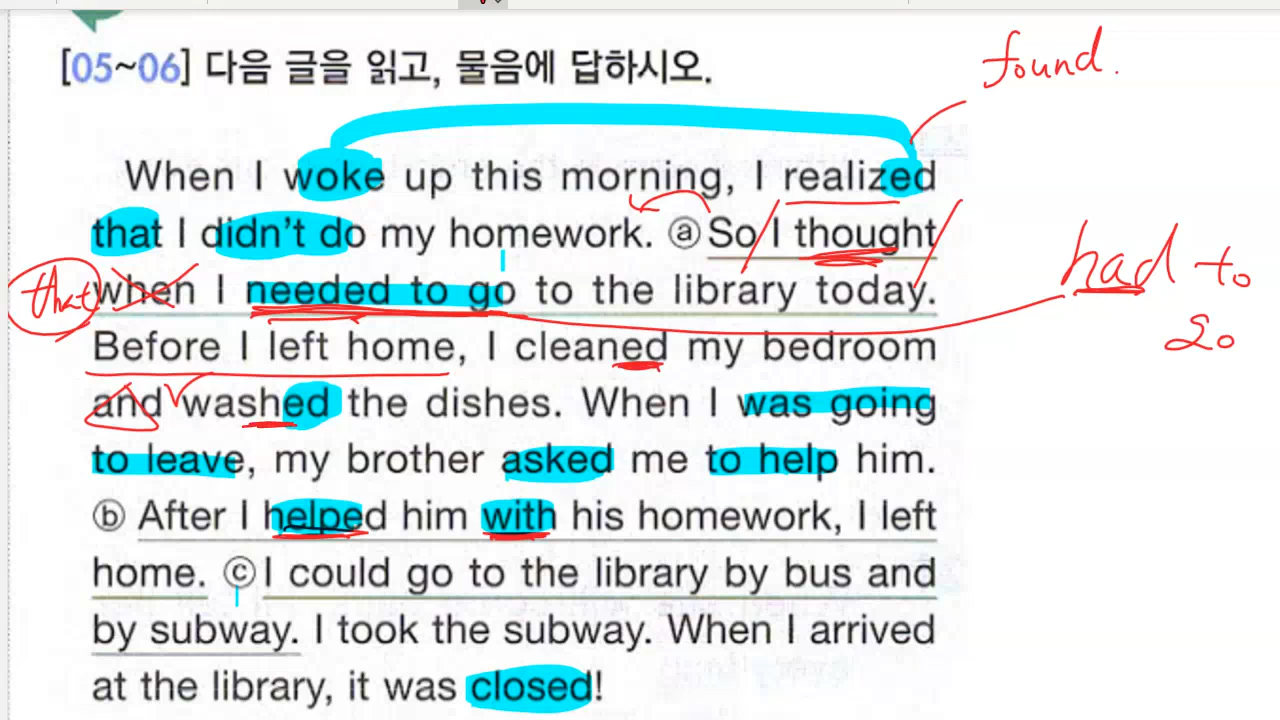 [05~06] 다음 글을 읽고, 물음에 답하시오.
found.
When I woke up this morning, I realized
that I didn't do my homework. ⓐ So I thought
that when I needed to go to the library today.
had to
go
Before I left home, I cleaned my bedroom
and washed the dishes. When I was going
to leave, my brother asked me to help him.
ⓑ After I helped him with his homework, I left
home. ⓒ I could go to the library by bus and
by subway. I took the subway. When I arrived
at the library, it was closed!